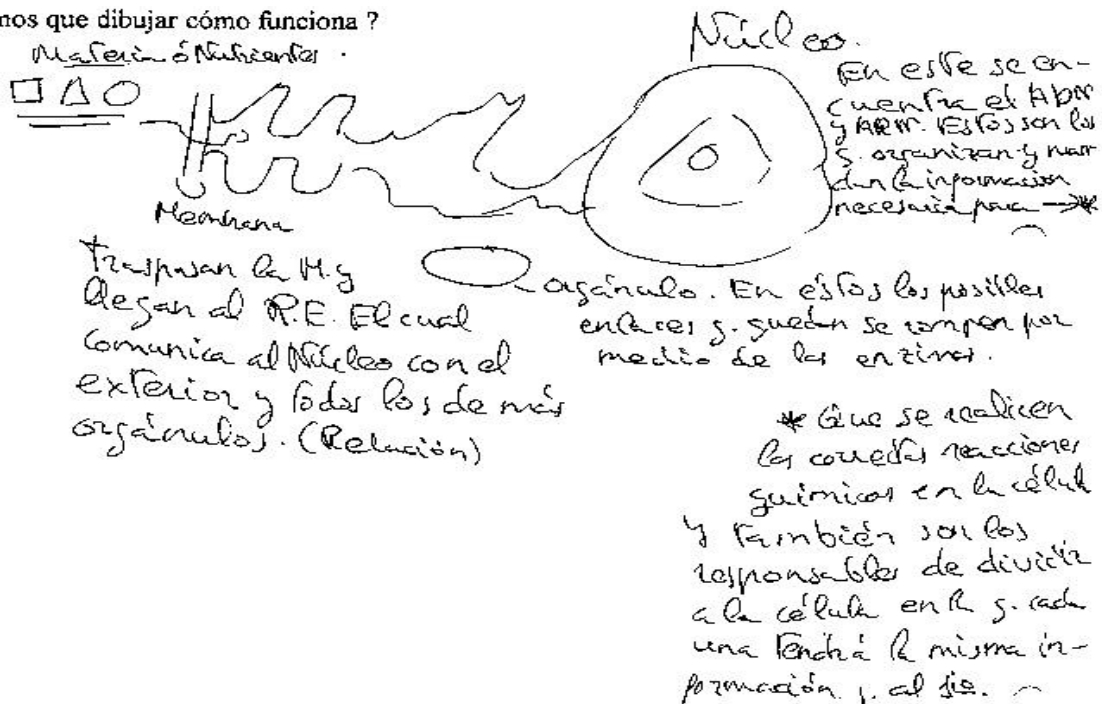 nos que dibujar cómo funciona ?
Materia ó Nutrientes.
Núcleo.
En este se en-
cuentra el ADN
y ARN. Estos son los
q. organizan y man
dan la información
necesaria para →*
Membrana
traspasan la M. y
llegan al R.E. El cual
comunica al Núcleo con el
exterior y todos los demás
orgánulos. (Relación)
orgánulo. En éstos los posibles
enlaces q. quedan se rompen por
medio de las enzimas.
* Que se realicen
las correctas reacciones
químicas en la célula
y también son los
responsables de dividir
a la célula en 2 q. cada
una tendrá la misma in-
formación